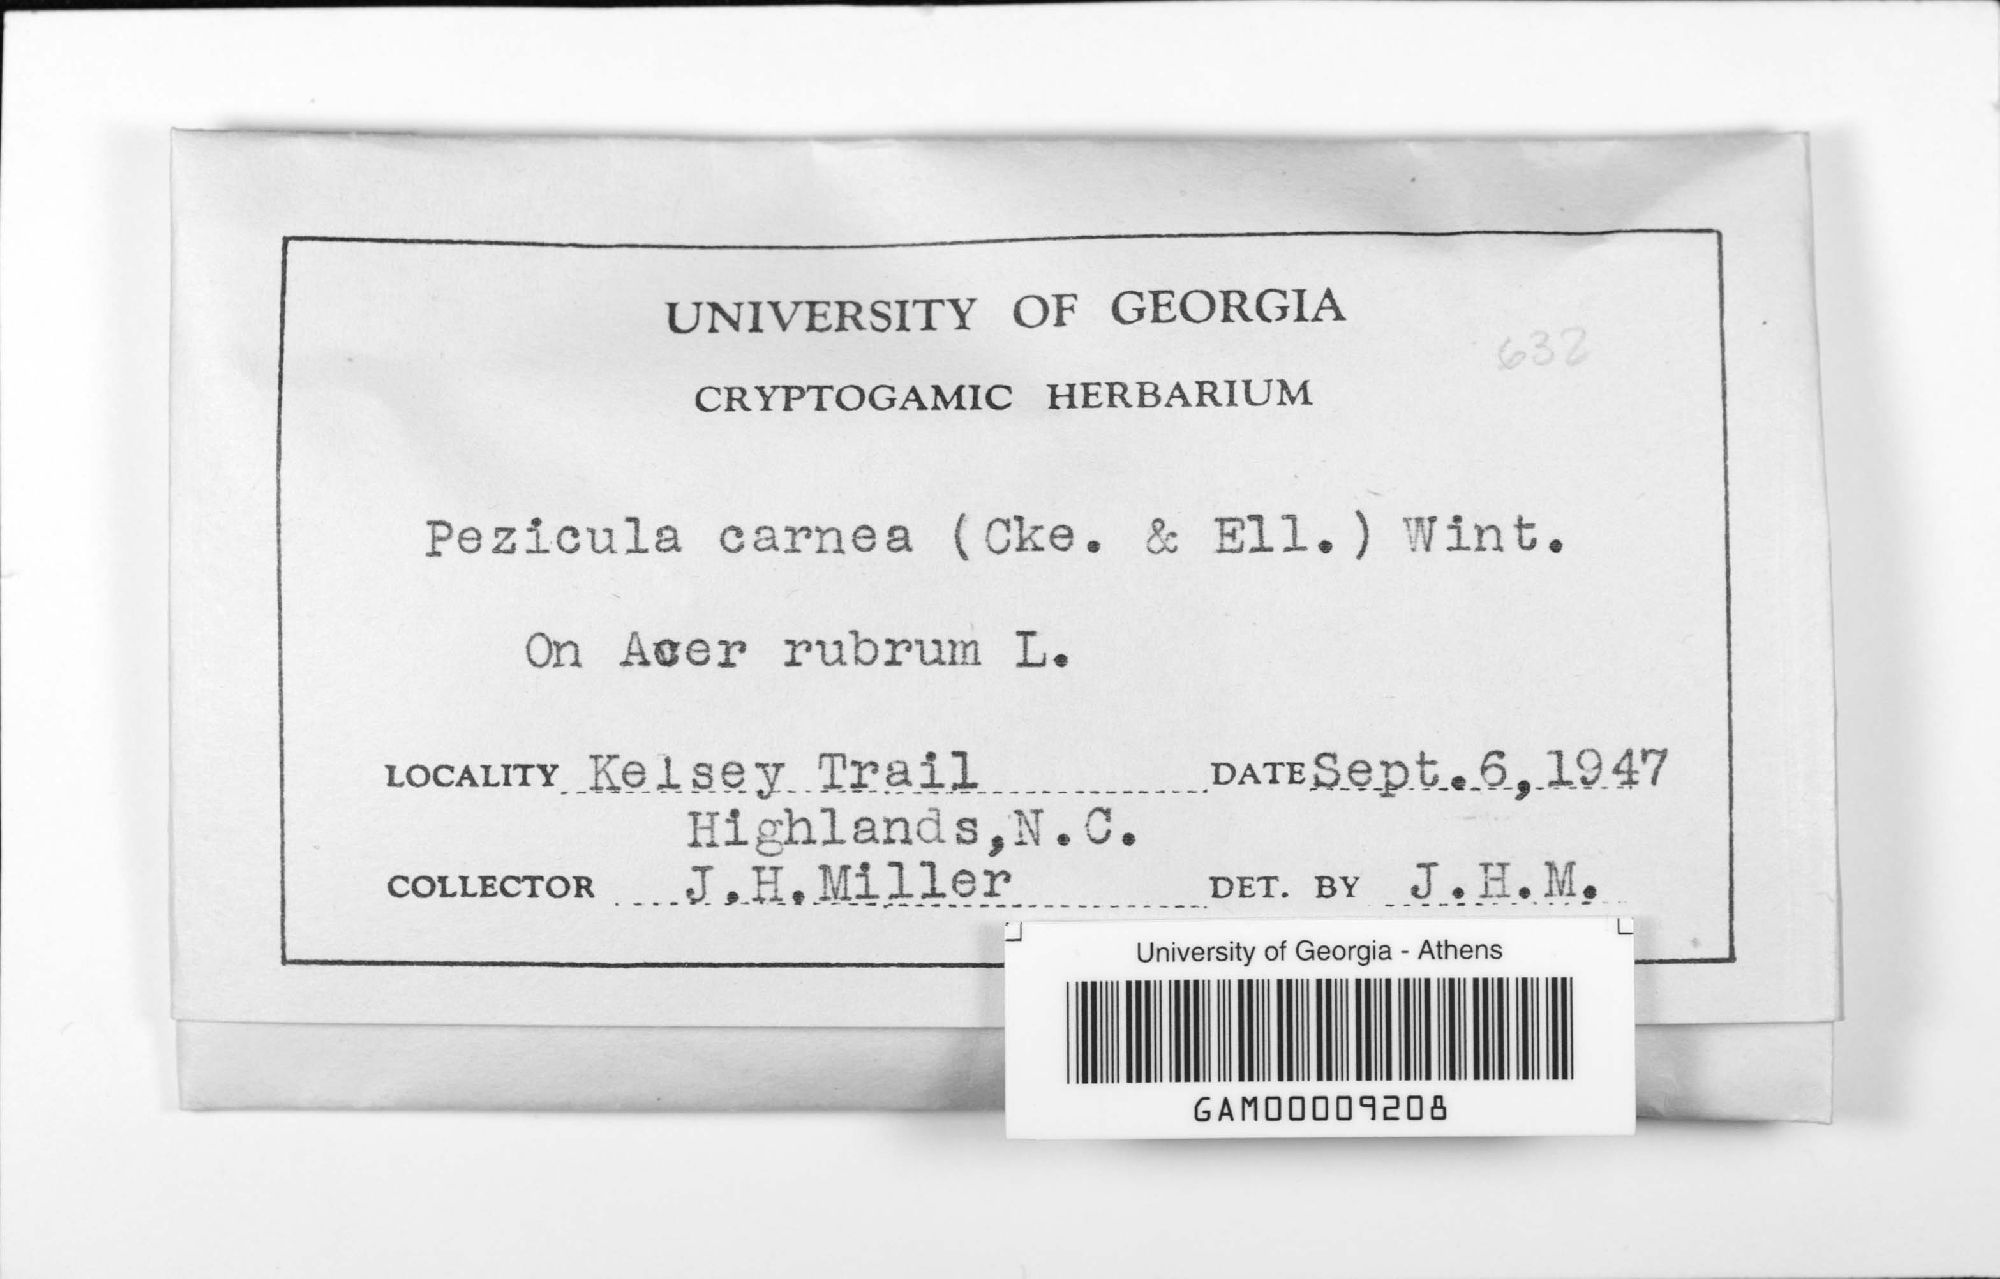 UNIVERSITY OF GEORGIA
632
CRYPTOGAMIC HERBARIUM
Pezicula carnea (Cke. & Ell.) Wint.
On Acer rubrum L.
LOCALITY Kelsey Trail DATE Sept.6,1947
Highlands,N.C.
COLLECTOR J.H.Miller DET. BY J.H.M.
University of Georgia - Athens
GAM00009208